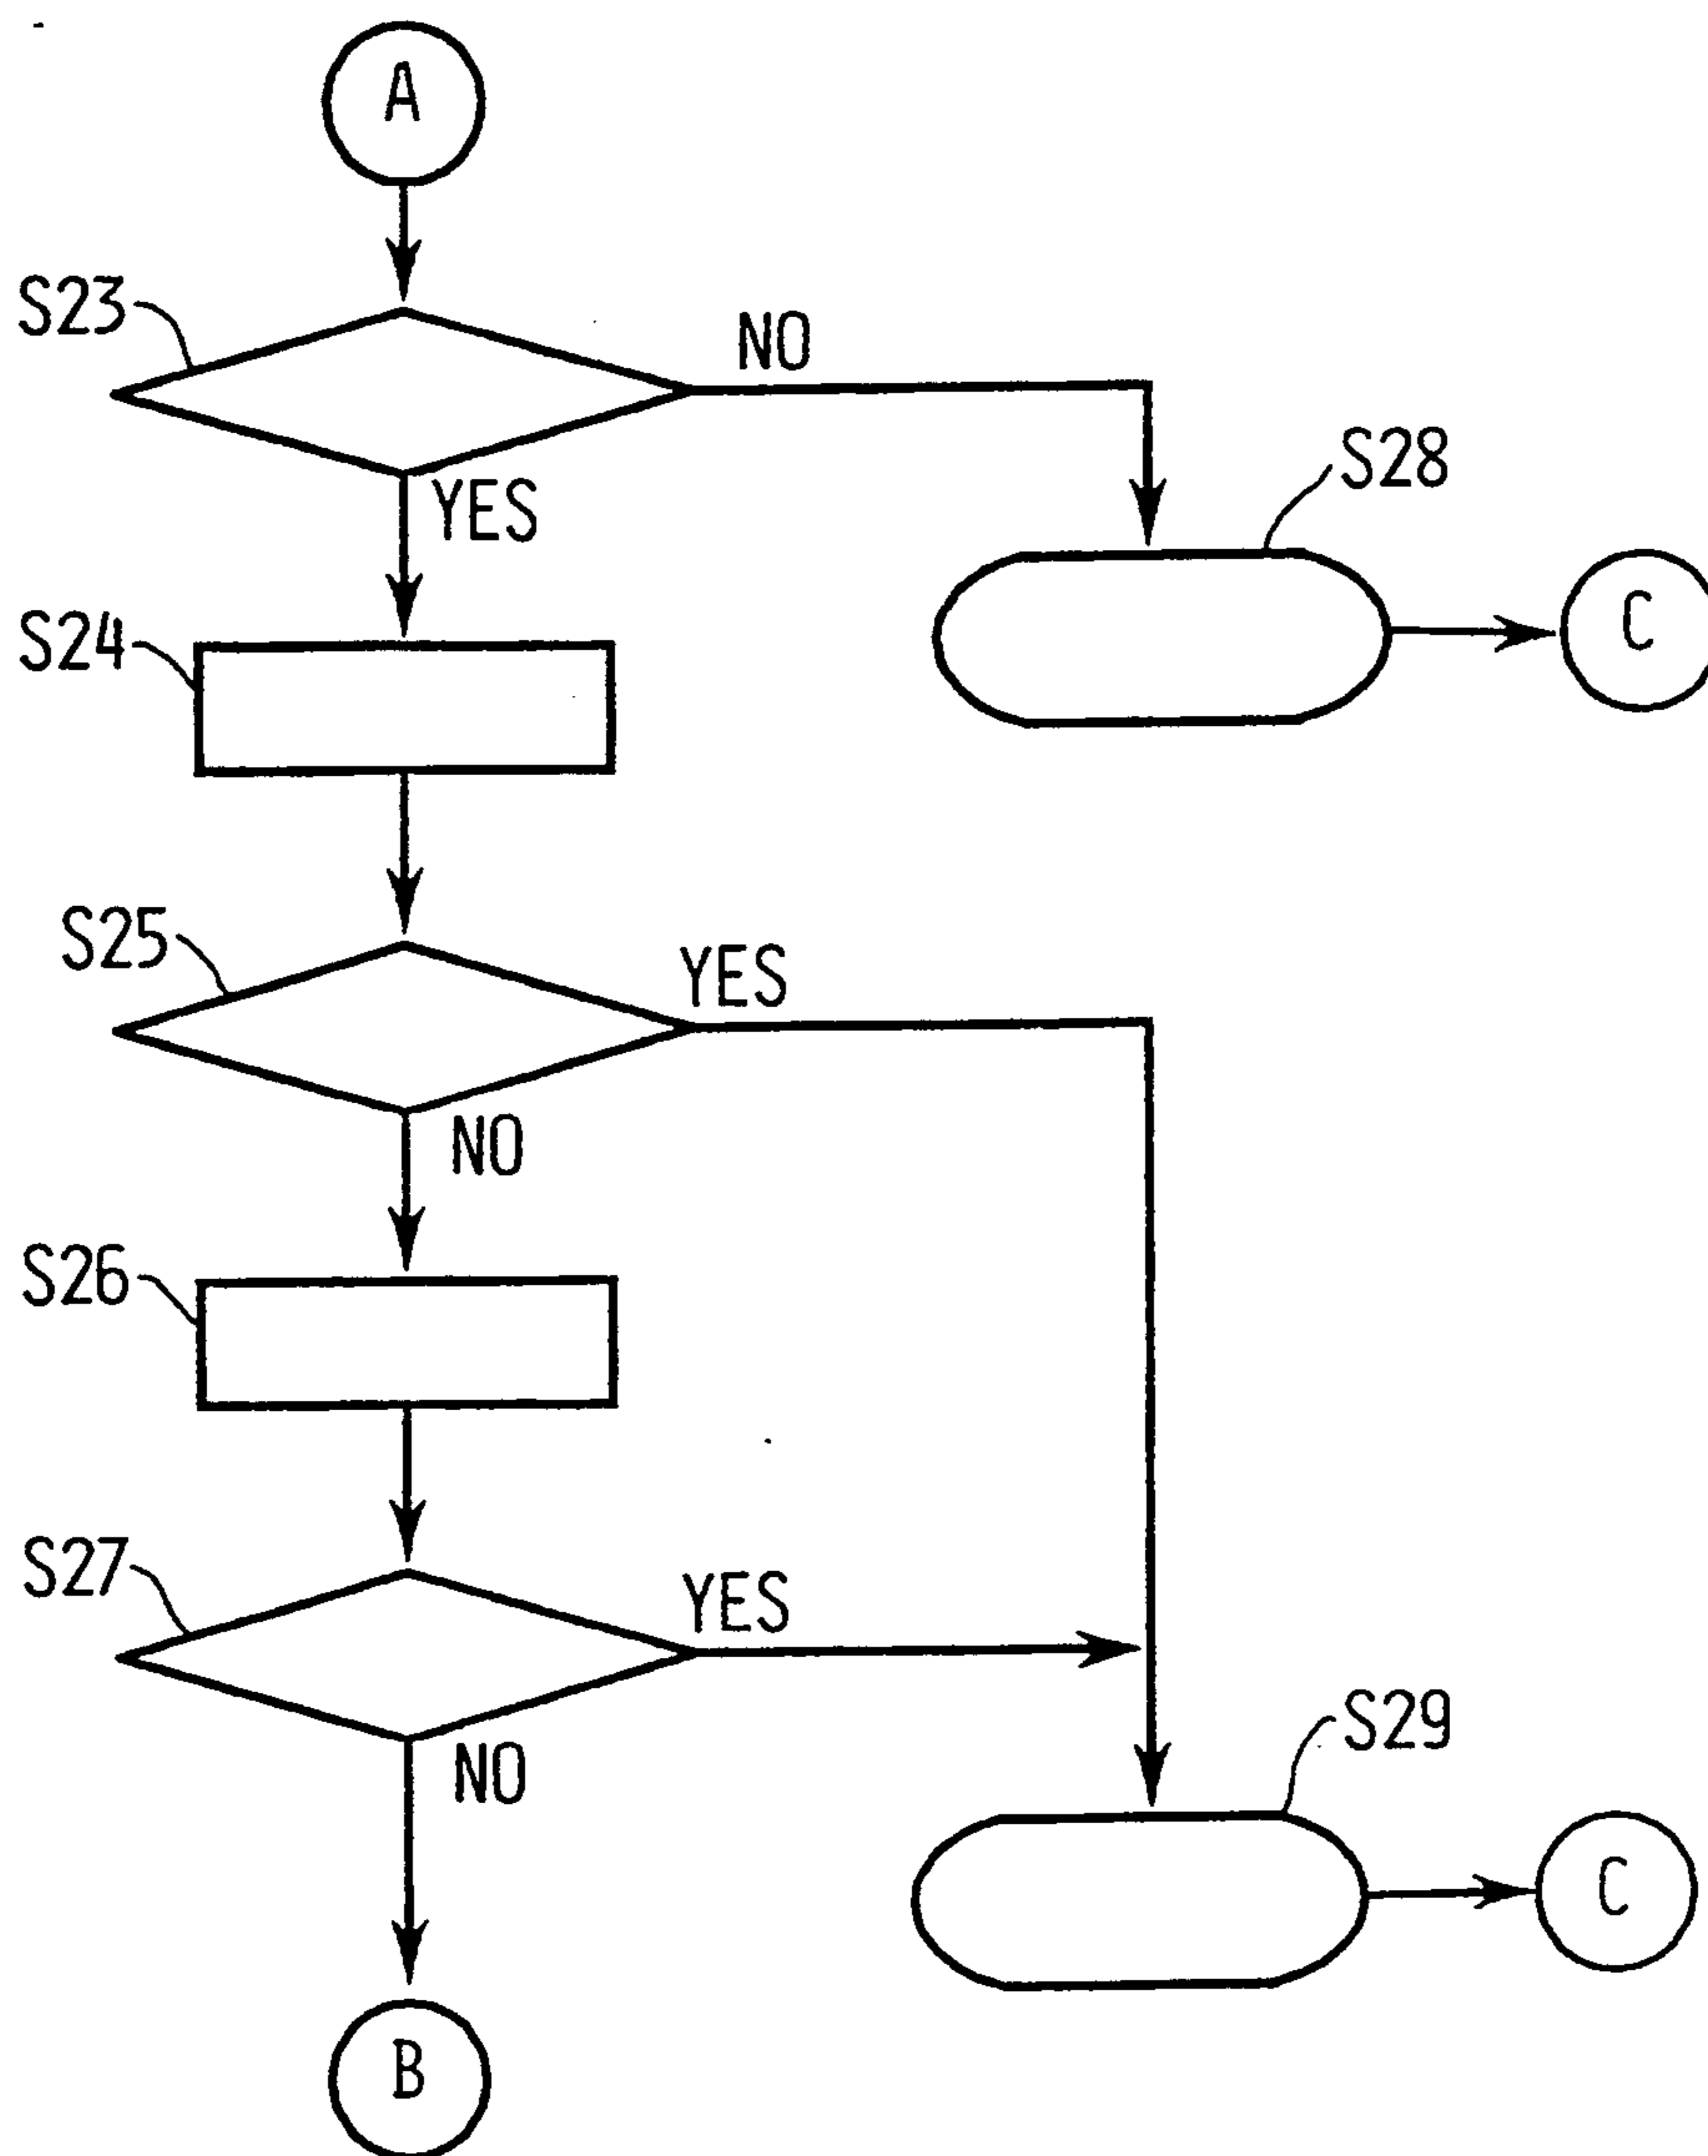 A
S23
NO
S28
YES
C
S24
S25
YES
NO
S26
S27
YES
S29
NO
C
B